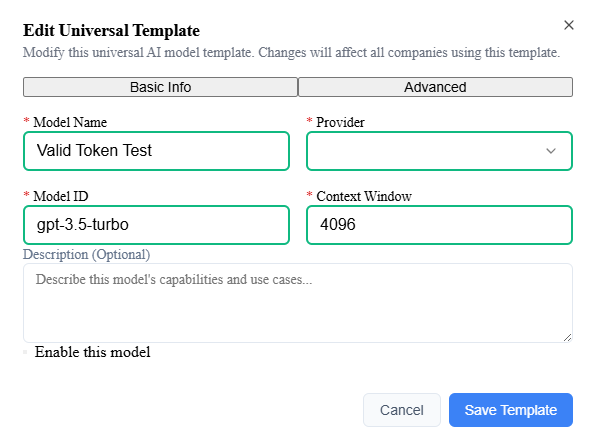 Edit Universal Template
Modify this universal AI model template. Changes will affect all companies using this template.
Basic Info
Advanced
* Model Name
* Provider
Valid Token Test
* Model ID
* Context Window
gpt-3.5-turbo
4096
Description (Optional)
Describe this model's capabilities and use cases...
Enable this model
Cancel
Save Template